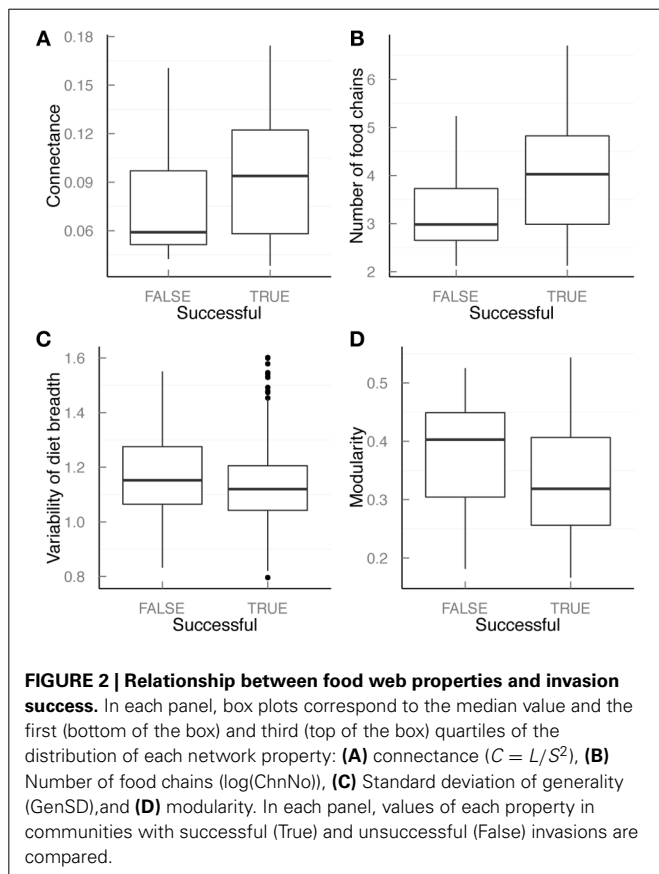 A
B
0.18
0.15
0.12
0.09
0.06
Connectance
FALSE
TRUE
Successful
6
5
4
3
2
Number of food chains
FALSE
TRUE
Successful
C
D
1.6
1.4
1.2
1.0
0.8
Variability of diet breadth
FALSE
TRUE
Successful
0.5
0.4
0.3
0.2
Modularity
FALSE
TRUE
Successful
FIGURE 2 | Relationship between food web properties and invasion
success. In each panel, box plots correspond to the median value and the
first (bottom of the box) and third (top of the box) quartiles of the
distribution of each network property: (A) connectance (C = L/S²), (B)
Number of food chains (log(ChnNo)), (C) Standard deviation of generality
(GenSD),and (D) modularity. In each panel, values of each property in
communities with successful (True) and unsuccessful (False) invasions are
compared.